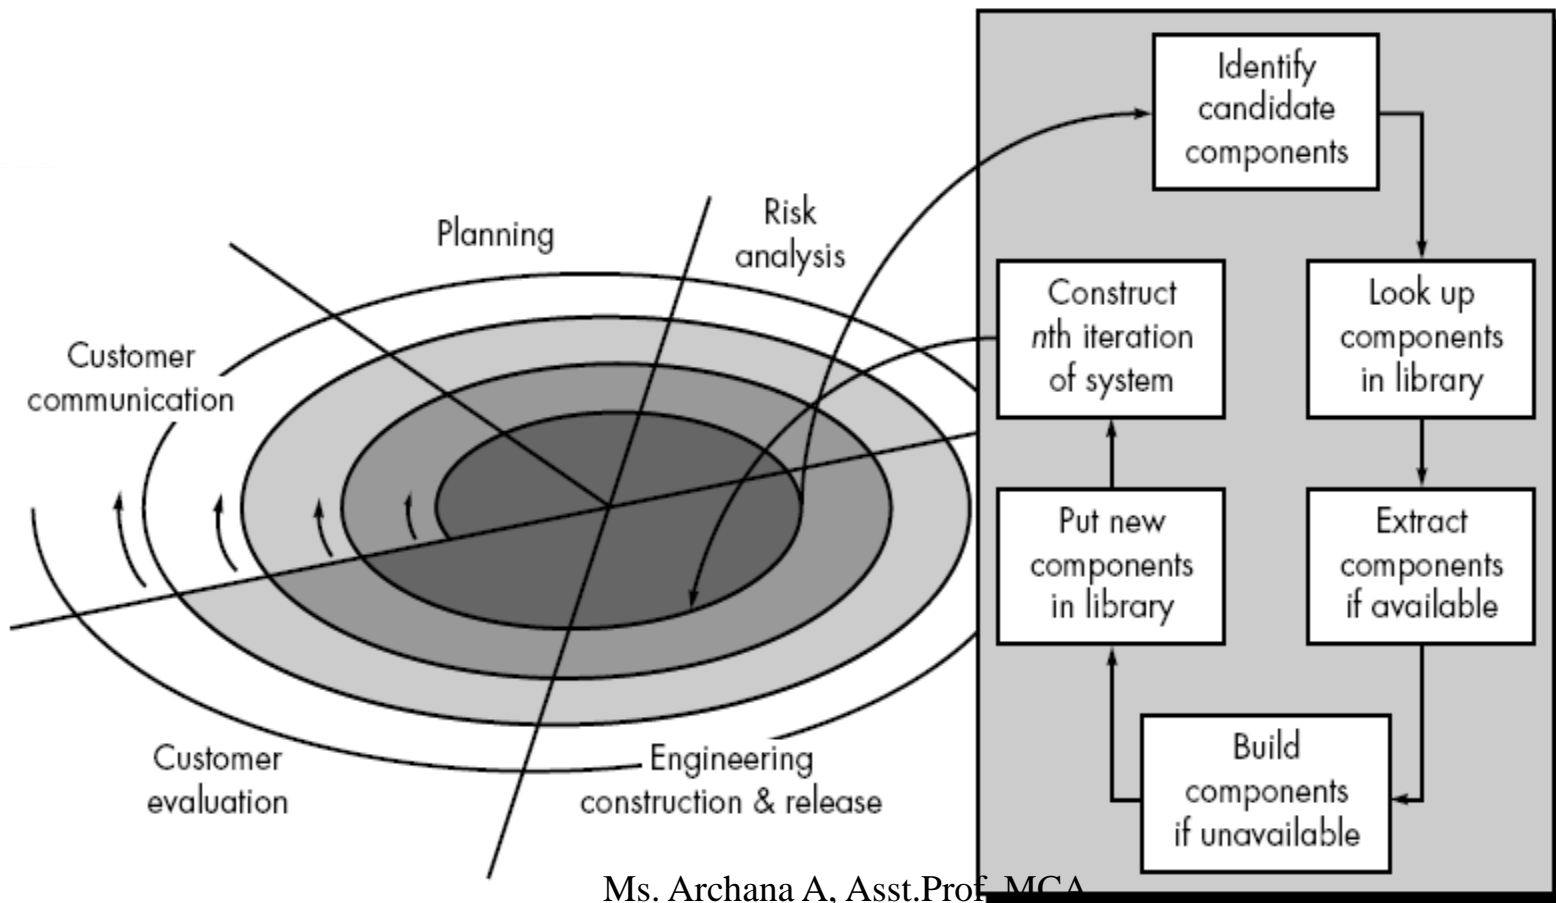 Planning
Risk
analysis
Customer
communication
Customer
evaluation
Engineering
construction & release
Identify
candidate
components
Look up
components
in library
Extract
components
if available
Build
components
if unavailable
Put new
components
in library
Construct
nth iteration
of system
Ms. Archana A, Asst.Prof, MCA